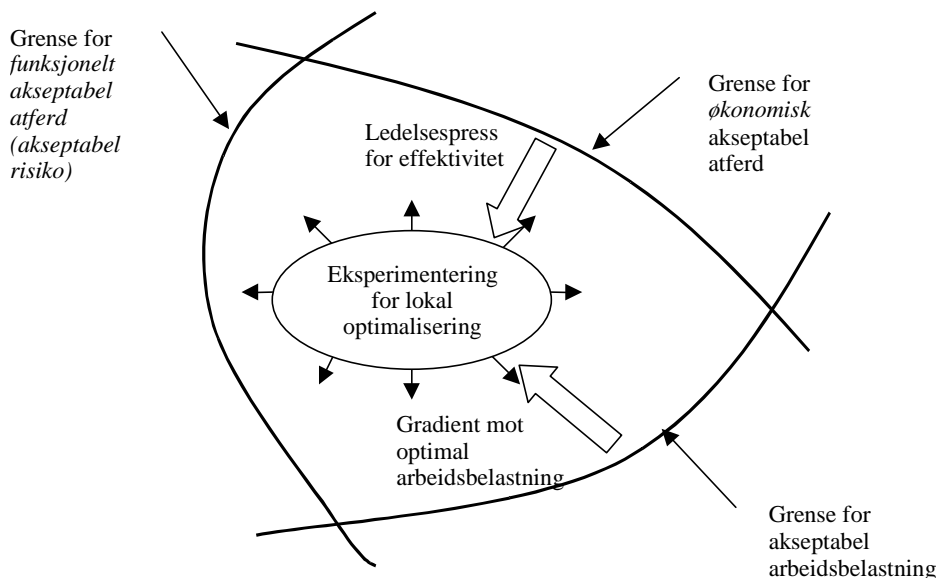 Grense for
funksjonelt
akseptabel
atferd
(akseptabel
risiko)
Ledelsespress
for effektivitet
Grense for
økonomisk
akseptabel
atferd
Eksperimentering
for lokal
optimalisering
Gradient mot
optimal
arbeidsbelastning
Grense for
akseptabel
arbeidsbelastning